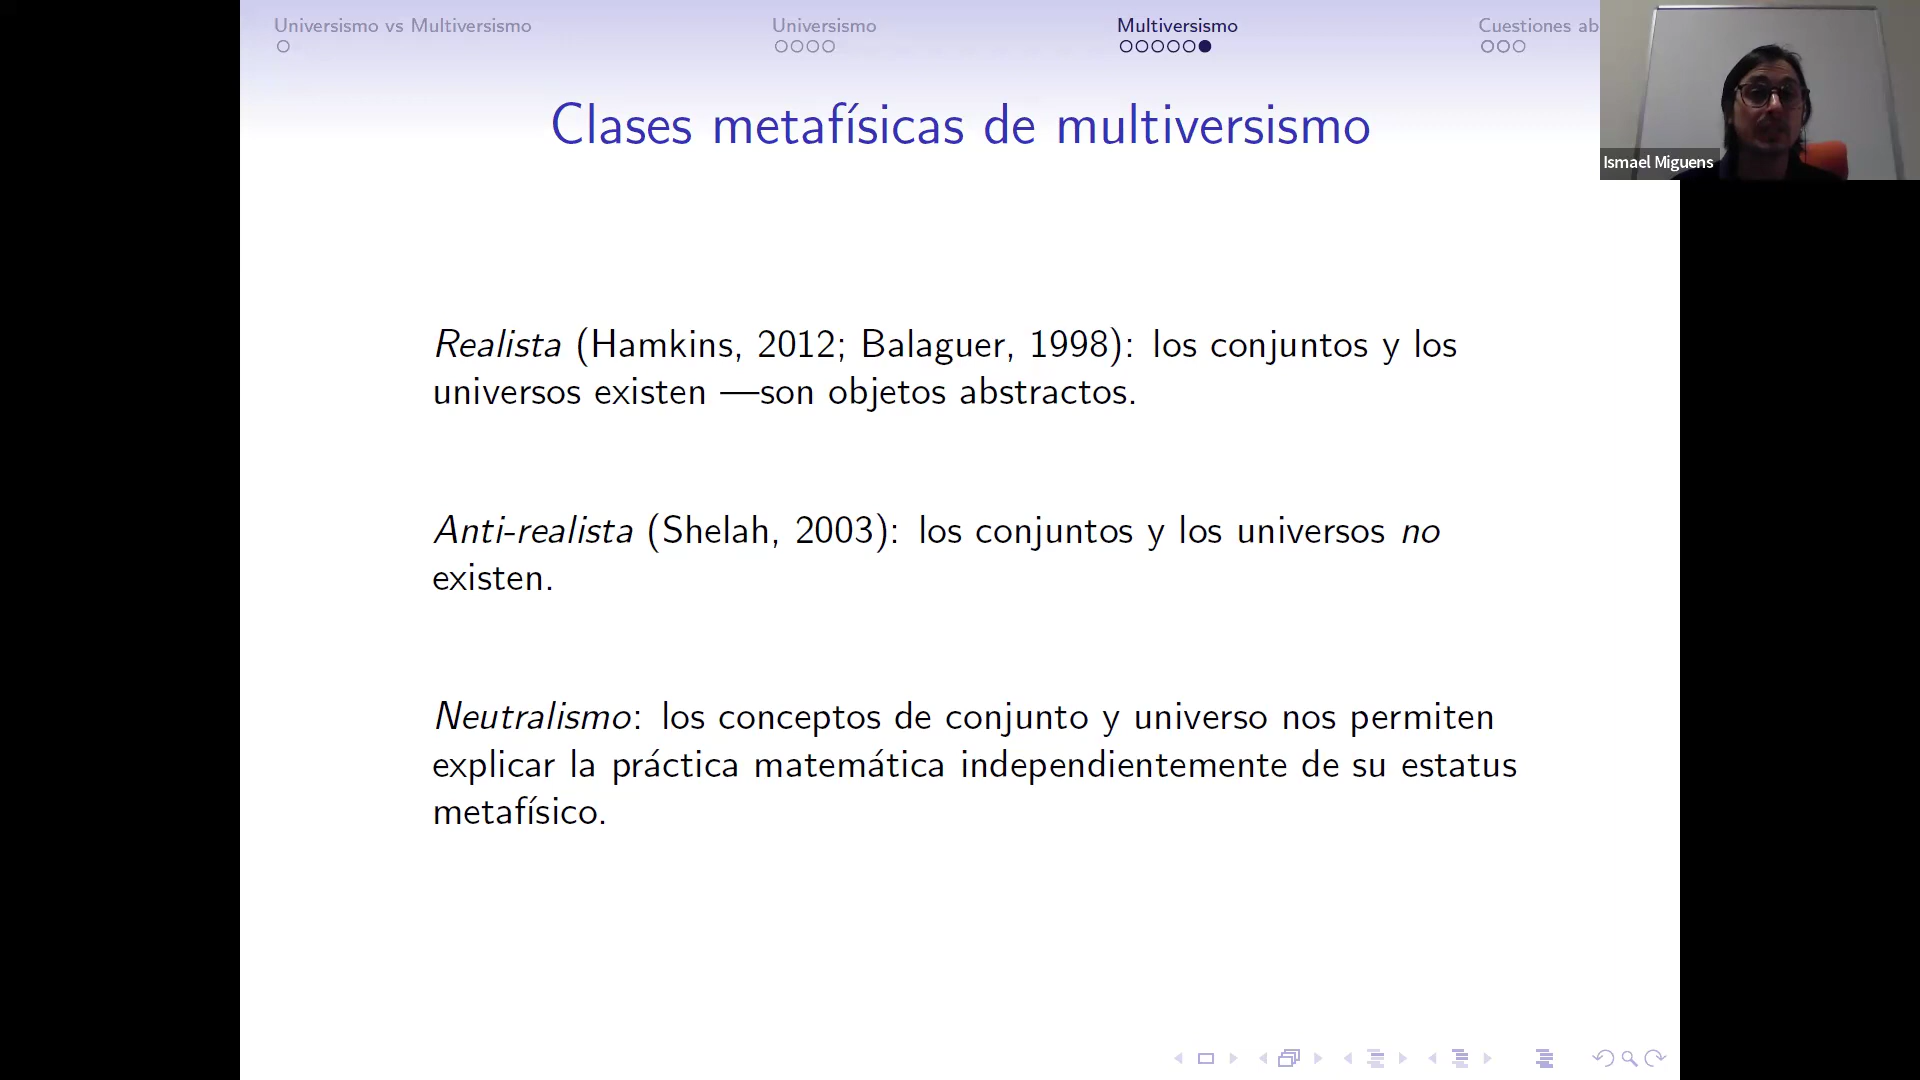 Universismo vs Multiversismo
Universismo
Multiversismo
Cuestiones ab
Clases metafísicas de multiversismo
Ismael Miguens
Realista (Hamkins, 2012; Balaguer, 1998): los conjuntos y los
universos existen —son objetos abstractos.
Anti-realista (Shelah, 2003): los conjuntos y los universos no
existen.
Neutralismo: los conceptos de conjunto y universo nos permiten
explicar la práctica matemática independientemente de su estatus
metafísico.